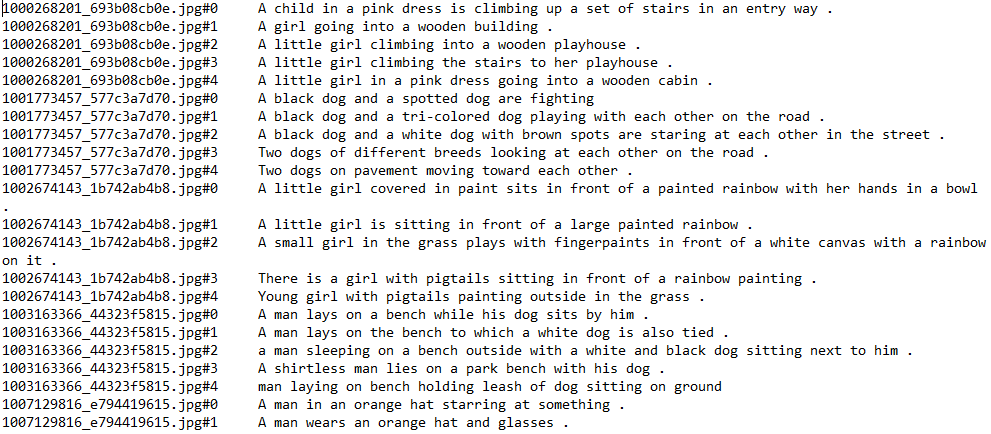 1000268201_693b08cb0e.jpg#0 A child in a pink dress is climbing up a set of stairs in an entry way .
1000268201_693b08cb0e.jpg#1 A girl going into a wooden building .
1000268201_693b08cb0e.jpg#2 A little girl climbing into a wooden playhouse .
1000268201_693b08cb0e.jpg#3 A little girl climbing the stairs to her playhouse .
1000268201_693b08cb0e.jpg#4 A little girl in a pink dress going into a wooden cabin .
1001773457_577c3a7d70.jpg#0 A black dog and a spotted dog are fighting
1001773457_577c3a7d70.jpg#1 A black dog and a tri-colored dog playing with each other on the road .
1001773457_577c3a7d70.jpg#2 A black dog and a white dog with brown spots are staring at each other in the street .
1001773457_577c3a7d70.jpg#3 Two dogs of different breeds looking at each other on the road .
1001773457_577c3a7d70.jpg#4 Two dogs on pavement moving toward each other .
1002674143_1b742ab4b8.jpg#0 A little girl covered in paint sits in front of a painted rainbow with her hands in a bowl
.
1002674143_1b742ab4b8.jpg#1 A little girl is sitting in front of a large painted rainbow .
1002674143_1b742ab4b8.jpg#2 A small girl in the grass plays with fingerpaints in front of a white canvas with a rainbow
on it .
1002674143_1b742ab4b8.jpg#3 There is a girl with pigtails sitting in front of a rainbow painting .
1002674143_1b742ab4b8.jpg#4 Young girl with pigtails painting outside in the grass .
1003163366_44323f5815.jpg#0 A man lays on a bench while his dog sits by him .
1003163366_44323f5815.jpg#1 A man lays on the bench to which a white dog is also tied .
1003163366_44323f5815.jpg#2 a man sleeping on a bench outside with a white and black dog sitting next to him .
1003163366_44323f5815.jpg#3 A shirtless man lies on a park bench with his dog .
1003163366_44323f5815.jpg#4 man laying on bench holding leash of dog sitting on ground
1007129816_e794419615.jpg#0 A man in an orange hat starring at something .
1007129816_e794419615.jpg#1 A man wears an orange hat and glasses .